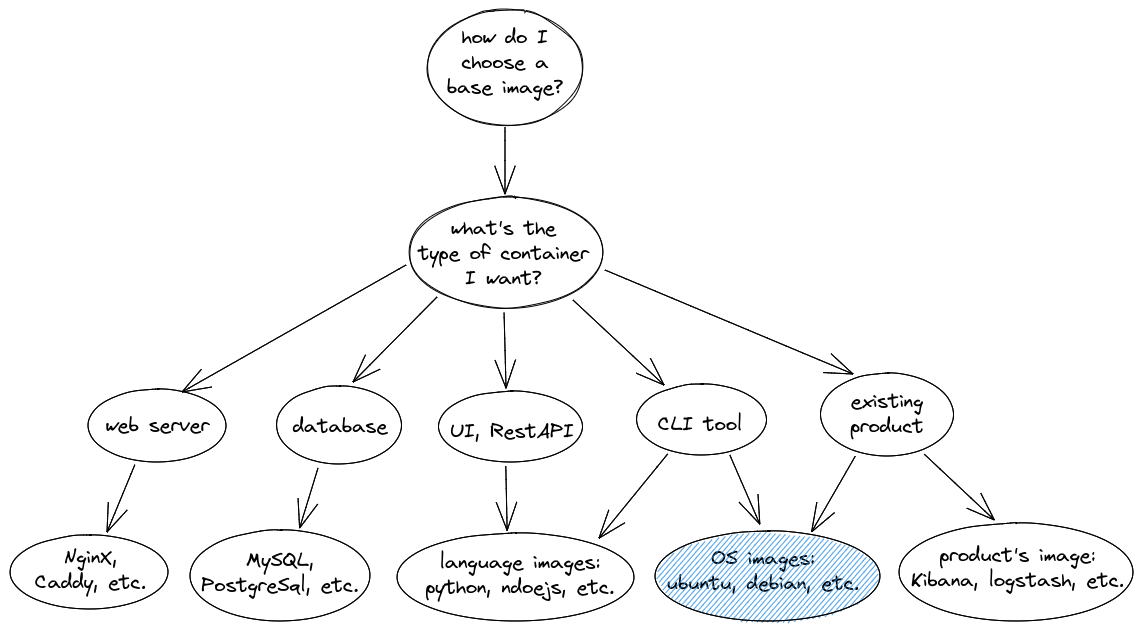 how do I
choose a
base image?
what's the
type of container
I want?
web server
database
UI, RestAPI
CLI tool
existing
product
NginX,
Caddy, etc.
MySQL,
PostgreSql, etc.
language images:
python, ndoejs, etc.
OS images:
ubuntu, debian, etc.
product's image:
Kibana, logstash, etc.